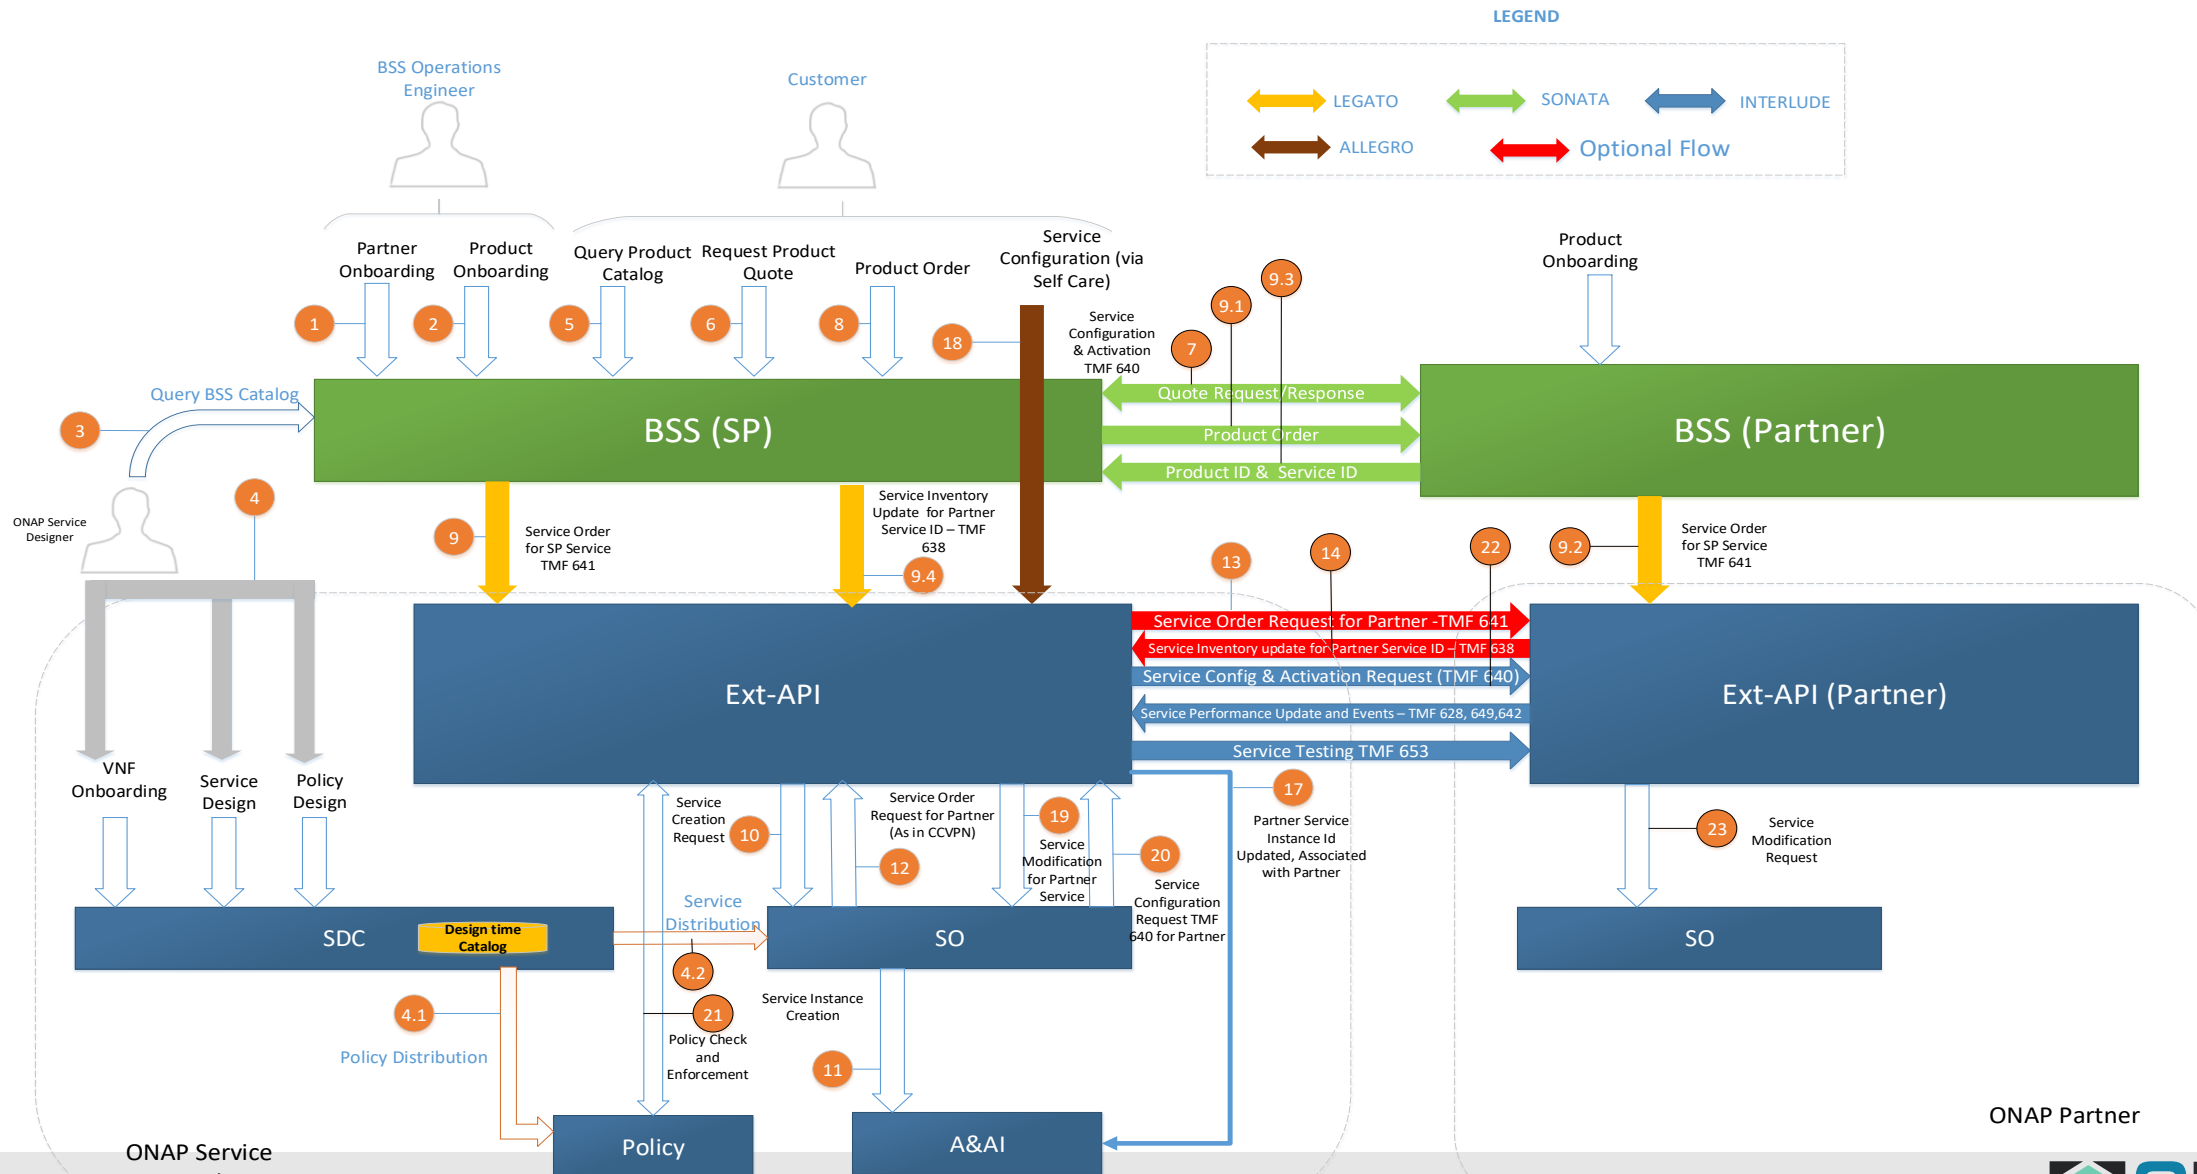 LEGEND
LEGATO
SONATA
INTERLUDE
ALLEGRO
Optional Flow
BSS Operations
Engineer
Customer
Partner
Onboarding
Product
Onboarding
Query Product
Catalog
Request Product
Quote
Product Order
Service
Configuration (via
Self Care)
Product
Onboarding
1
2
5
6
8
18
Service
Configuration
& Activation
TMF 640
7
9.1
9.3
Query BSS Catalog
3
BSS (SP)
Quote Request/Response
Product Order
Product ID & Service ID
BSS (Partner)
4
ONAP Service
Designer
9
Service Order
for SP Service
TMF 641
Service Inventory
Update for Partner
Service ID – TMF
638
9.4
13
14
22
9.2
Service Order
for SP Service
TMF 641
Ext-API
Service Order Request for Partner -TMF 641
Service Inventory update for Partner Service ID – TMF 638
Service Config & Activation Request (TMF 640)
Service Performance Update and Events – TMF 628, 649,642
Service Testing TMF 653
Ext-API (Partner)
VNF
Onboarding
Service
Design
Policy
Design
Service
Creation
Request
10
Service Order
Request for Partner
(As in CCVPN)
12
19
Service
Modification
for Partner
Service
20
Service
Configuration
Request TMF
640 for Partner
17
Partner Service
Instance Id
Updated, Associated
with Partner
23
Service
Modification
Request
SDC
Design time
Catalog
Service
Distribution
4.2
SO
SO
4.1
Policy Distribution
21
Policy Check
and
Enforcement
Service Instance
Creation
11
Policy
A&AI
ONAP Service
ONAP Partner